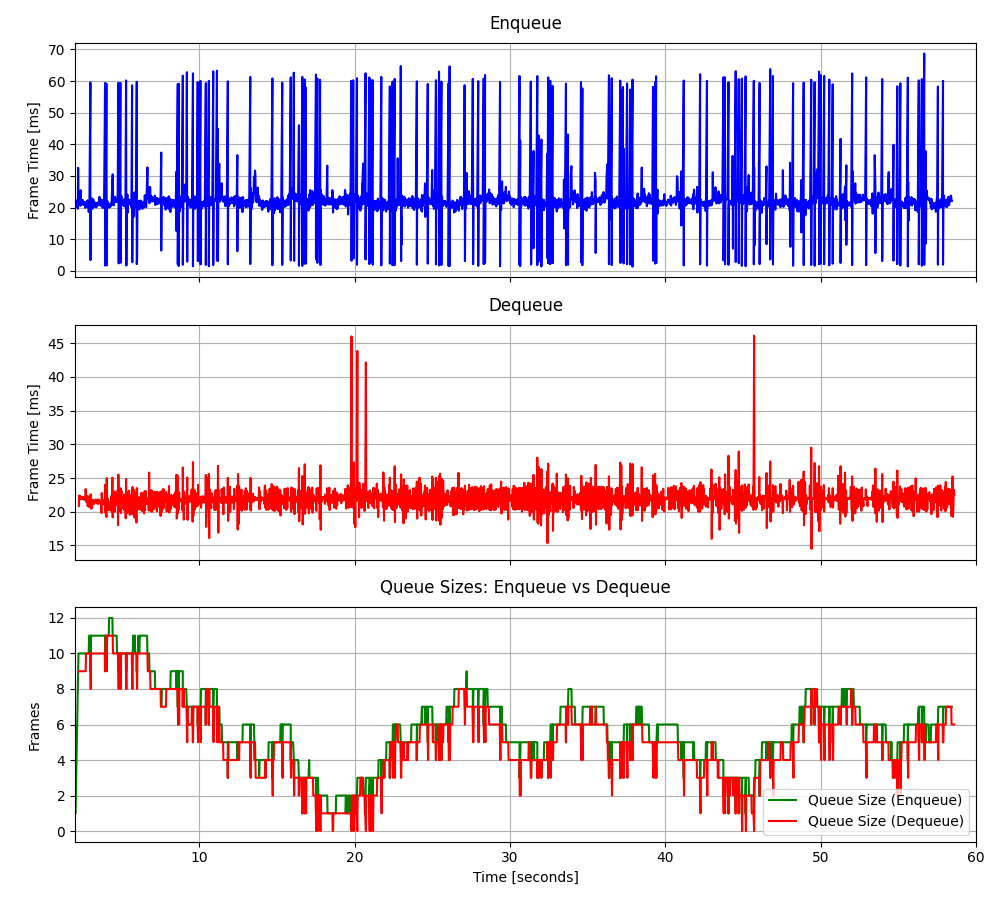 Enqueue
70
60
50
40
30
20
10
0
Frame Time [ms]
Dequeue
45
40
35
30
25
20
15
Frame Time [ms]
Queue Sizes: Enqueue vs Dequeue
12
10
8
6
4
2
0
Frames
Queue Size (Enqueue)
Queue Size (Dequeue)
10 20 30 40 50 60
Time [seconds]